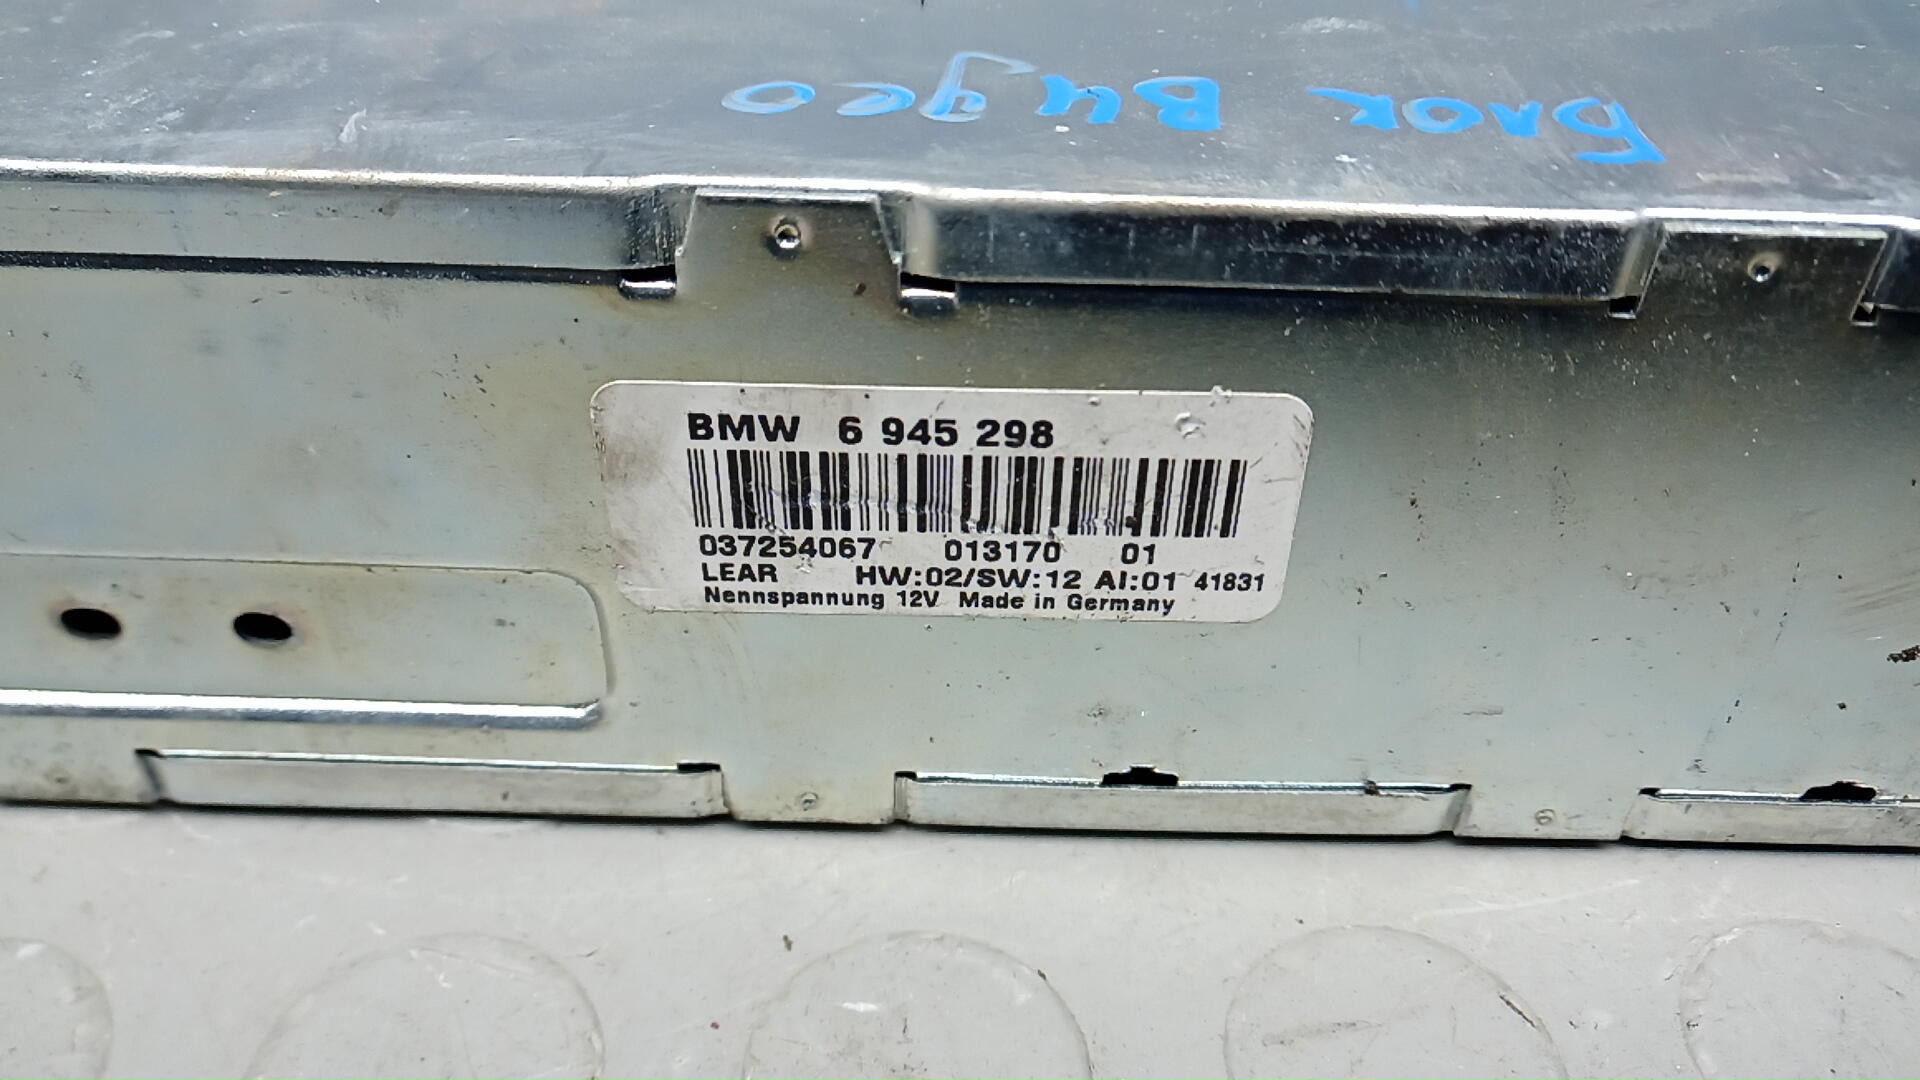 Блок Видео
BMW 6 945 298
037254067 013170 01
LEAR HW:02/SW:12 AI:01 41831
Nennspannung 12V Made in Germany